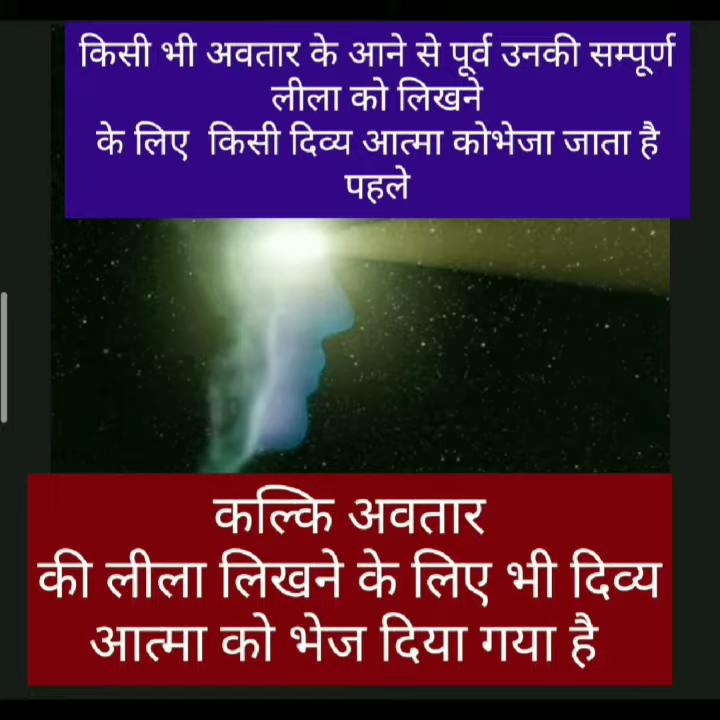 किसी भी अवतार के आने से पूर्व उनकी सम्पूर्ण
लीला को लिखने
के लिए किसी दिव्य आत्मा कोभेजा जाता है
पहले
कल्कि अवतार
की लीला लिखने के लिए भी दिव्य
आत्मा को भेज दिया गया है